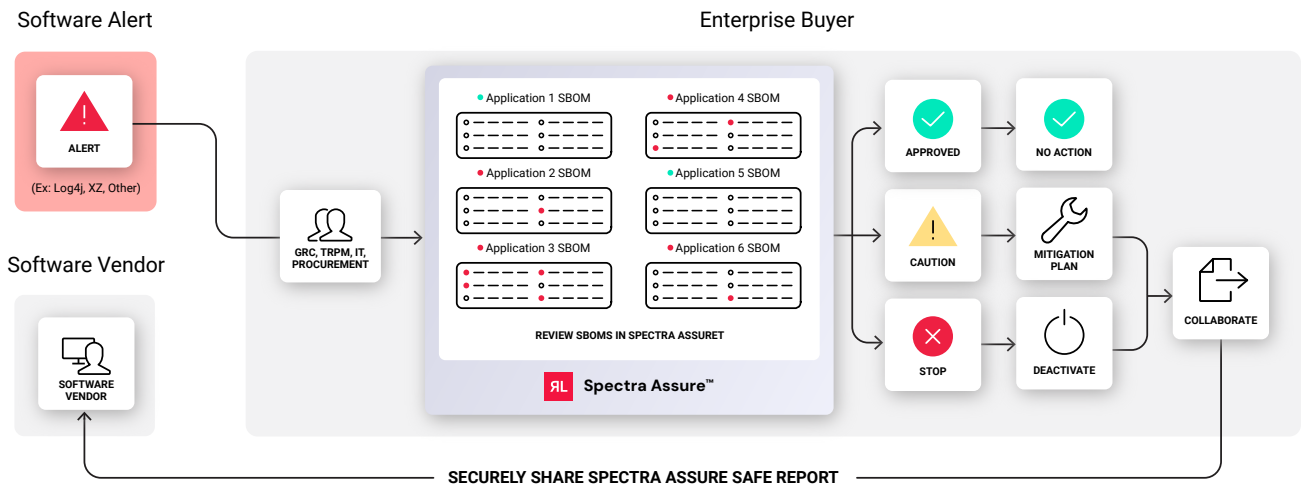 Software Alert
Enterprise Buyer
ALERT
(Ex: Log4j, XZ, Other)
Software Vendor
SOFTWARE
VENDOR
GRC, TRPM, IT,
PROCUREMENT
Application 1 SBOM
Application 4 SBOM
Application 2 SBOM
Application 5 SBOM
Application 3 SBOM
Application 6 SBOM
REVIEW SBOMS IN SPECTRA ASSURET
RL Spectra Assure™
APPROVED
NO ACTION
CAUTION
MITIGATION
PLAN
STOP
DEACTIVATE
COLLABORATE
SECURELY SHARE SPECTRA ASSURE SAFE REPORT